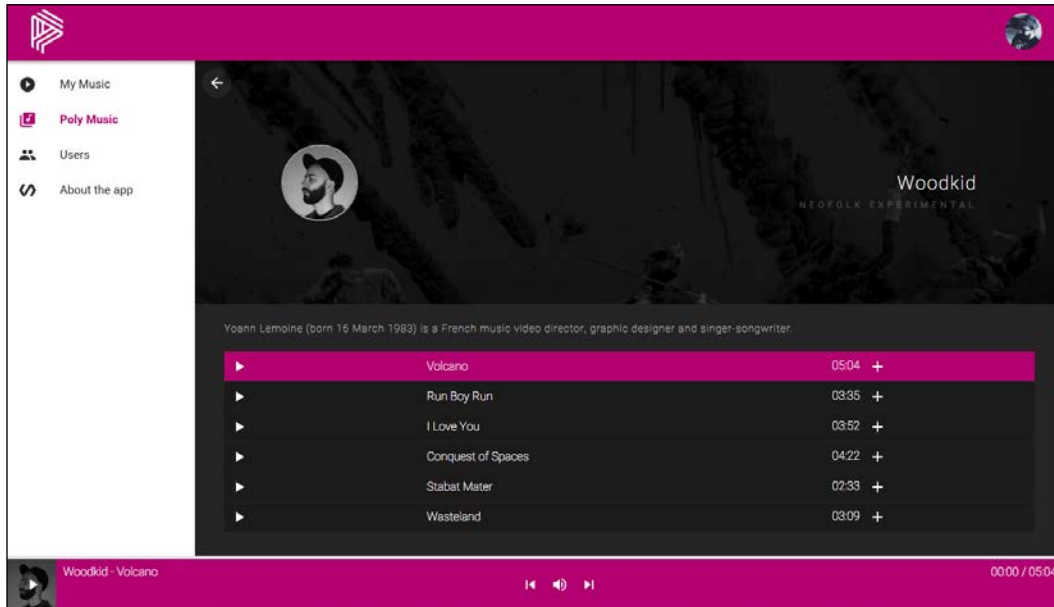 My Music
Poly Music
Users
About the app
Woodkid
NEOFOLK EXPERIMENTAL
Yoann Lemoine (born 16 March 1983) is a French music video director, graphic designer and singer-songwriter.
Volcano 05:04 +
Run Boy Run 03:35 +
I Love You 03:52 +
Conquest of Spaces 04:22 +
Stabat Mater 02:33 +
Wasteland 03:09 +
Woodkid - Volcano
00:00 / 05:04